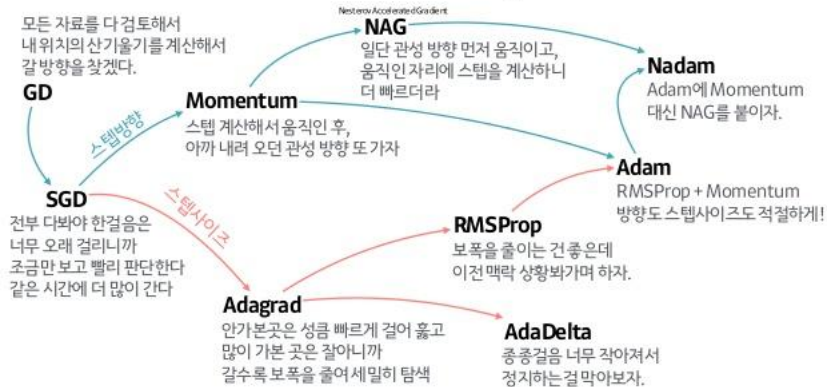 모든 자료를 다 검토해서
내 위치의 산기울기를 계산해서
갈 방향을 찾겠다.
GD
스텝방향
Momentum
스텝 계산해서 움직인 후,
아까 내려 오던 관성 방향 또 가자
Nesterov Accelerated Gradient
NAG
일단 관성 방향 먼저 움직이고,
움직인 자리에 스텝을 계산하니
더 빠르더라
Nadam
Adam에 Momentum
대신 NAG를 붙이자.
SGD
전부 다봐야 한걸음은
너무 오래 걸리니까
조금만 보고 빨리 판단한다
같은 시간에 더 많이 간다
스텝사이즈
Adam
RMSProp + Momentum
방향도 스텝사이즈도 적절하게!
RMSProp
보폭을 줄이는 건 좋은데
이전 맥락 상황봐가며 하자.
Adagrad
안가본곳은 성큼 빠르게 걸어 훑고
많이 가본 곳은 잘아니까
갈수록 보폭을 줄여 세밀히 탐색
AdaDelta
종종걸음 너무 작아져서
정지하는걸 막아보자.